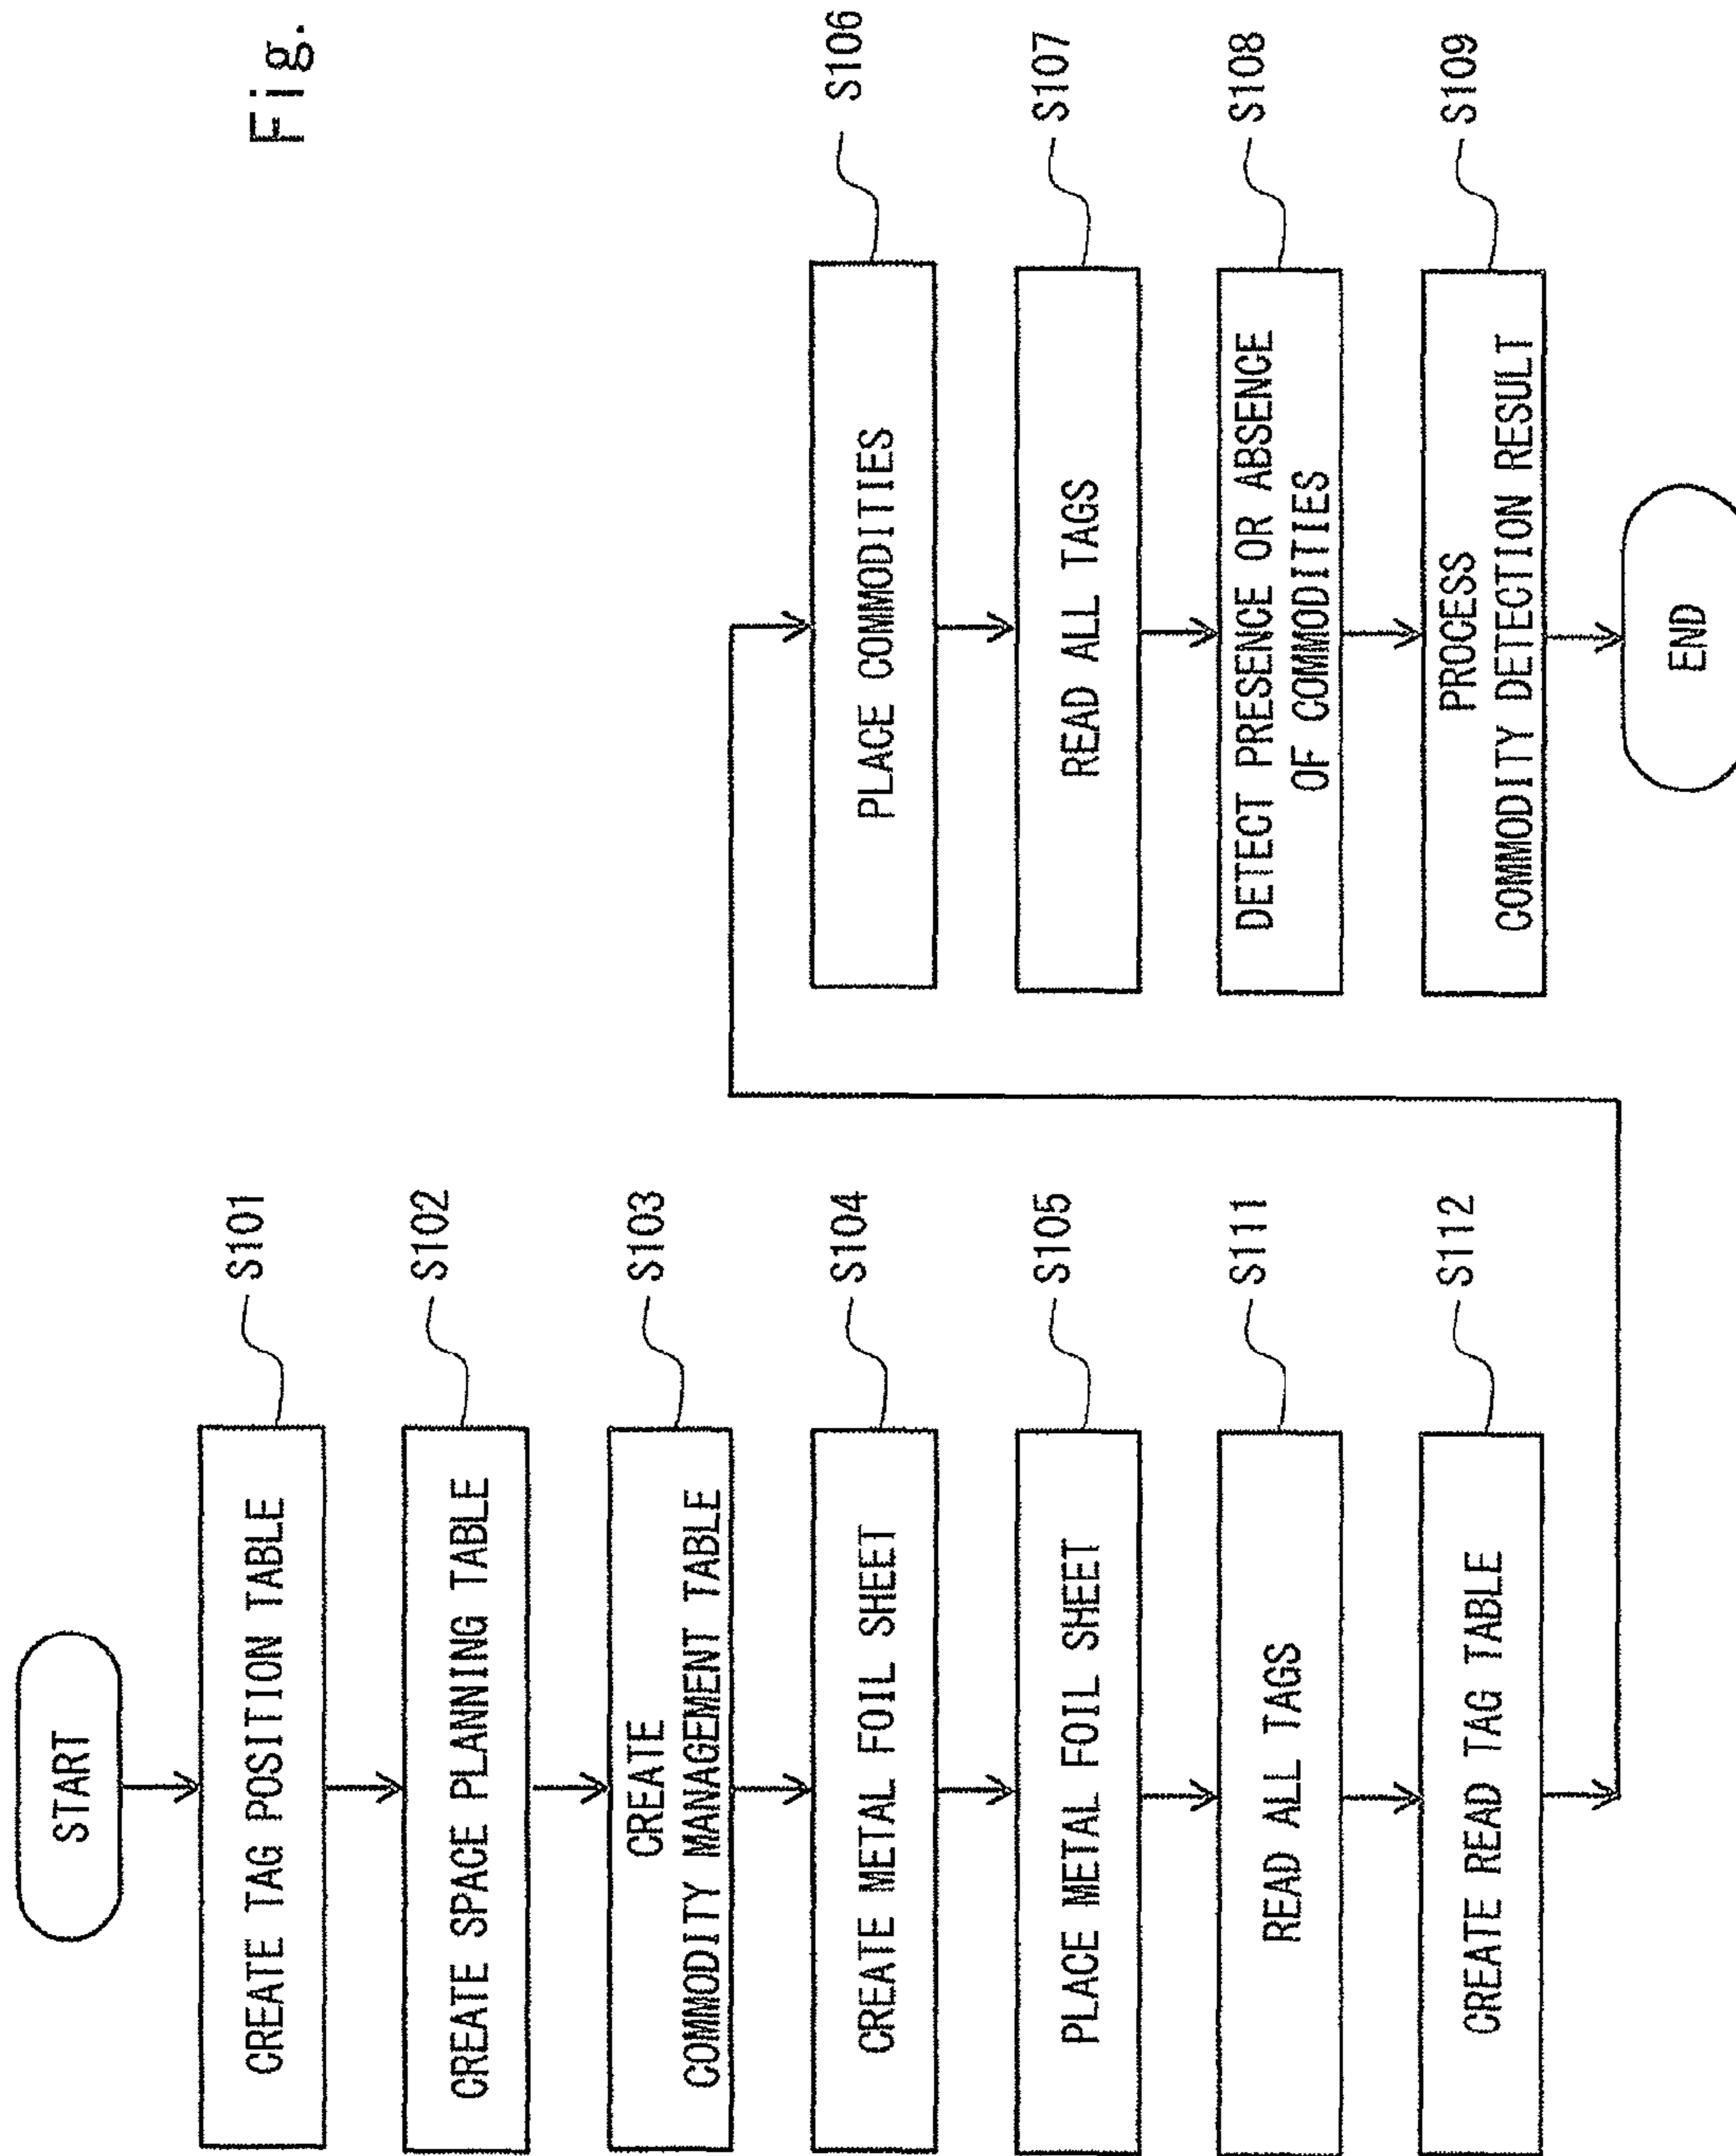 Fig.
START
CREATE TAG POSITION TABLE
S101
CREATE SPACE PLANNING TABLE
S102
CREATE
COMMODITY MANAGEMENT TABLE
S103
CREATE METAL FOIL SHEET
S104
PLACE METAL FOIL SHEET
S105
READ ALL TAGS
S111
CREATE READ TAG TABLE
S112
PLACE COMMODITIES
S106
READ ALL TAGS
S107
DETECT PRESENCE OR ABSENCE
OF COMMODITIES
S108
PROCESS
COMMODITY DETECTION RESULT
S109
END